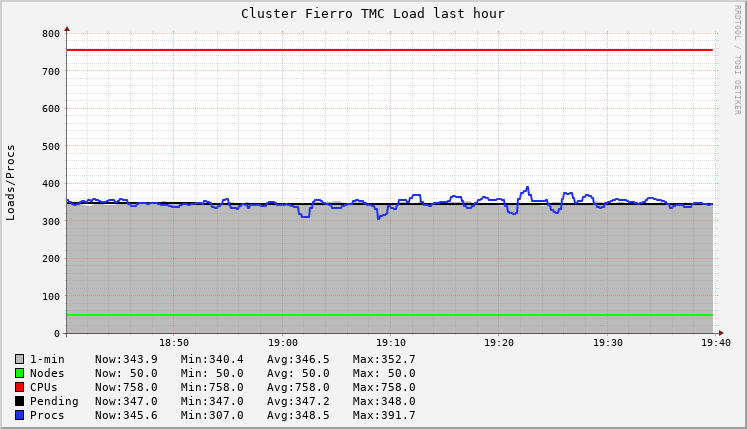 Cluster Fierro TMC Load last hour
RRDTOOL / TOBI OETIKER
Loads/Procs
800
700
600
500
400
300
200
100
0
18:50 19:00 19:10 19:20 19:30 19:40
1-min Now:343.9 Min:340.4 Avg:346.5 Max:352.7
Nodes Now: 50.0 Min: 50.0 Avg: 50.0 Max: 50.0
CPUs Now:758.0 Min:758.0 Avg:758.0 Max:758.0
Pending Now:347.0 Min:347.0 Avg:347.2 Max:348.0
Procs Now:345.6 Min:307.0 Avg:348.5 Max:391.7